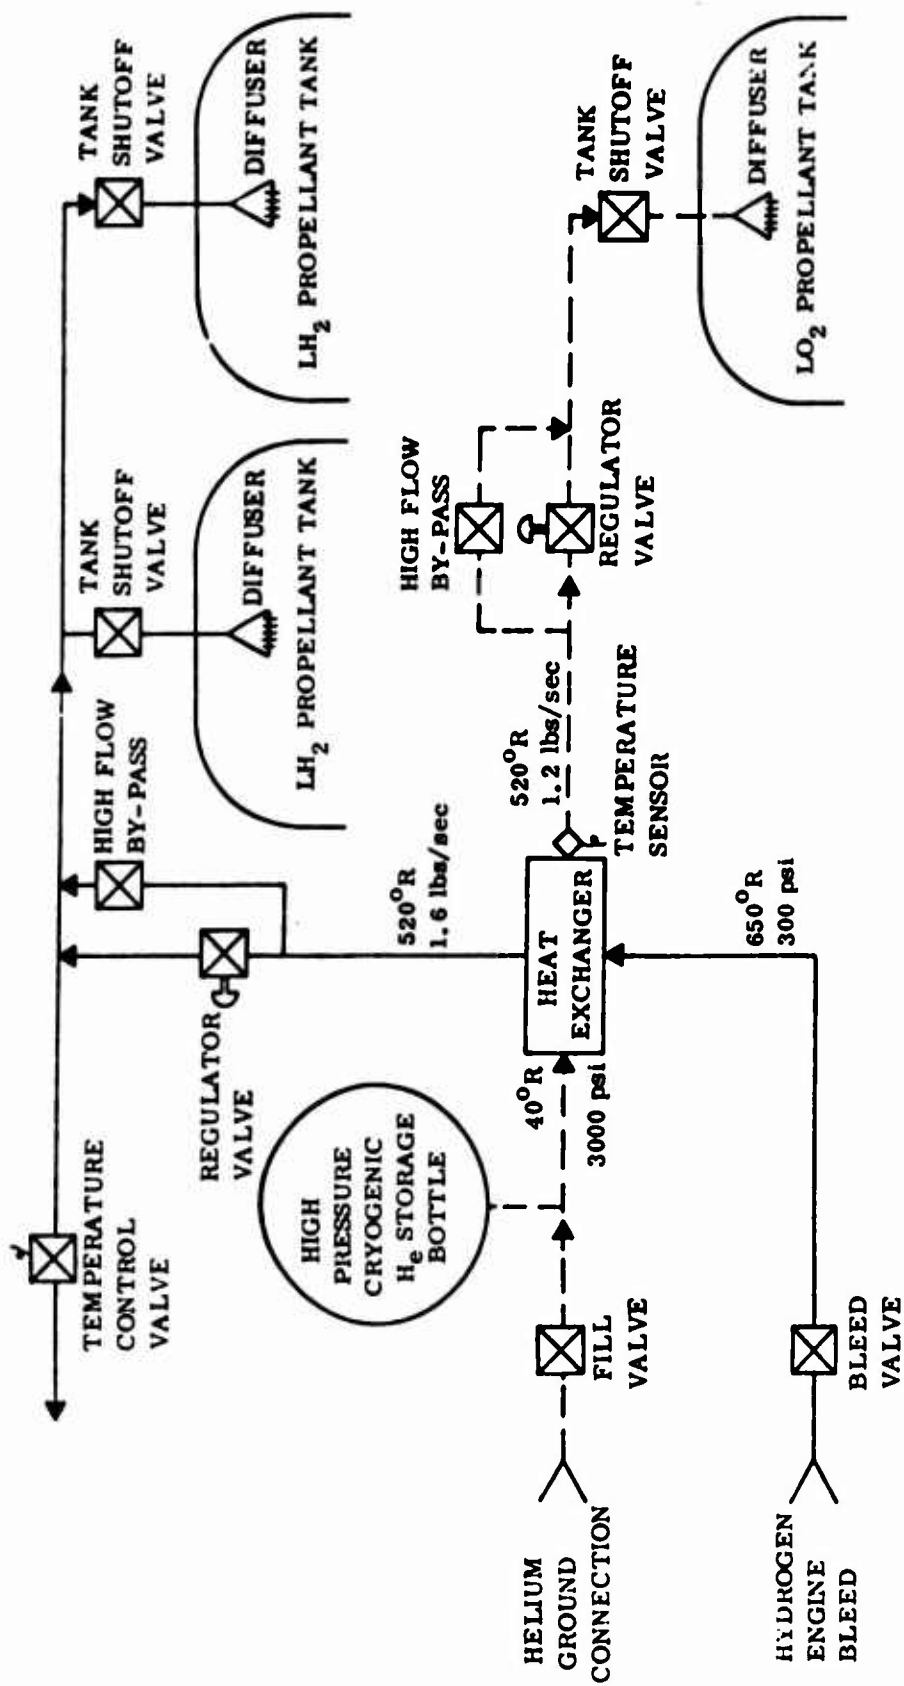 TEMPERATURE
CONTROL
VALVE
REGULATOR
VALVE
HIGH FLOW
BY-PASS
TANK
SHUTOFF
VALVE
DIFFUSER
LH2 PROPELLANT TANK
TANK
SHUTOFF
VALVE
DIFFUSER
LH2 PROPELLANT TANK
HIGH
PRESSURE
CRYOGENIC
He STORAGE
BOTTLE
520°R
1.6 lbs/sec
HELIUM
GROUND
CONNECTION
FILL
VALVE
40°R
3000 psi
HEAT
EXCHANGER
520°R
1.2 lbs/sec
TEMPERATURE
SENSOR
HIGH FLOW
BY-PASS
REGULATOR
VALVE
TANK
SHUTOFF
VALVE
DIFFUSER
LO2 PROPELLANT TANK
HYDROGEN
ENGINE
BLEED
BLEED
VALVE
650°R
300 psi